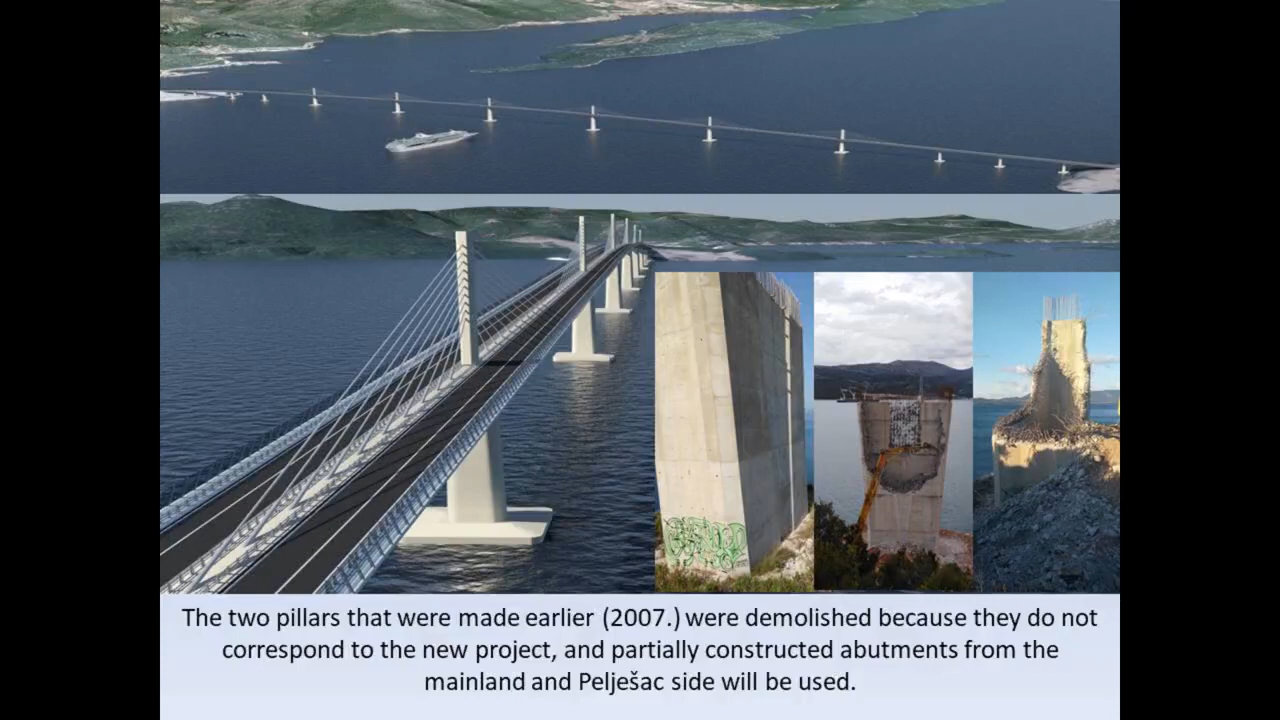 The two pillars that were made earlier (2007.) were demolished because they do not
correspond to the new project, and partially constructed abutments from the
mainland and Pelješac side will be used.